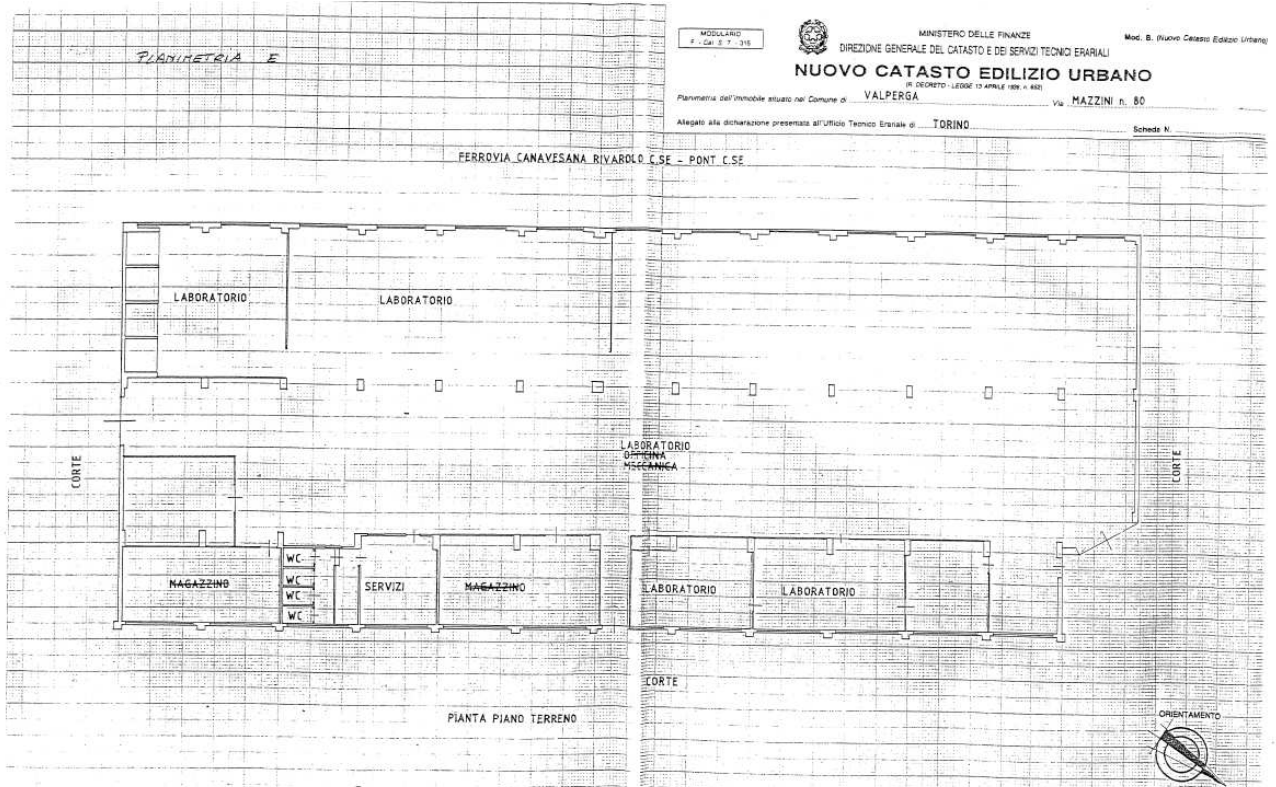 PLANIMETRIA E
MODULARIO
F - Cat. S. T. - 315
MINISTERO DELLE FINANZE
DIREZIONE GENERALE DEL CATASTO E DEI SERVIZI TECNICI ERARIALI
Mod. B. (Nuovo Catasto Edilizio Urbano)
NUOVO CATASTO EDILIZIO URBANO
(R. DECRETO - LEGGE 13 APRILE 1939, n. 652)
Planimetria dell'immobile situato nel Comune di VALPERGA Via MAZZINI n. 80
Allegato alla dichiarazione presentata all'Ufficio Tecnico Erariale di TORINO Scheda N.
FERROVIA CANAVESANA RIVAROLO C.SE - PONT C.SE
LABORATORIO
LABORATORIO
LABORATORIO
OFFICINA
MECCANICA
CORTE
CORTE
MAGAZZINO
WC
WC
WC
WC
SERVIZI
MAGAZZINO
LABORATORIO
LABORATORIO
CORTE
PIANTA PIANO TERRENO
ORIENTAMENTO